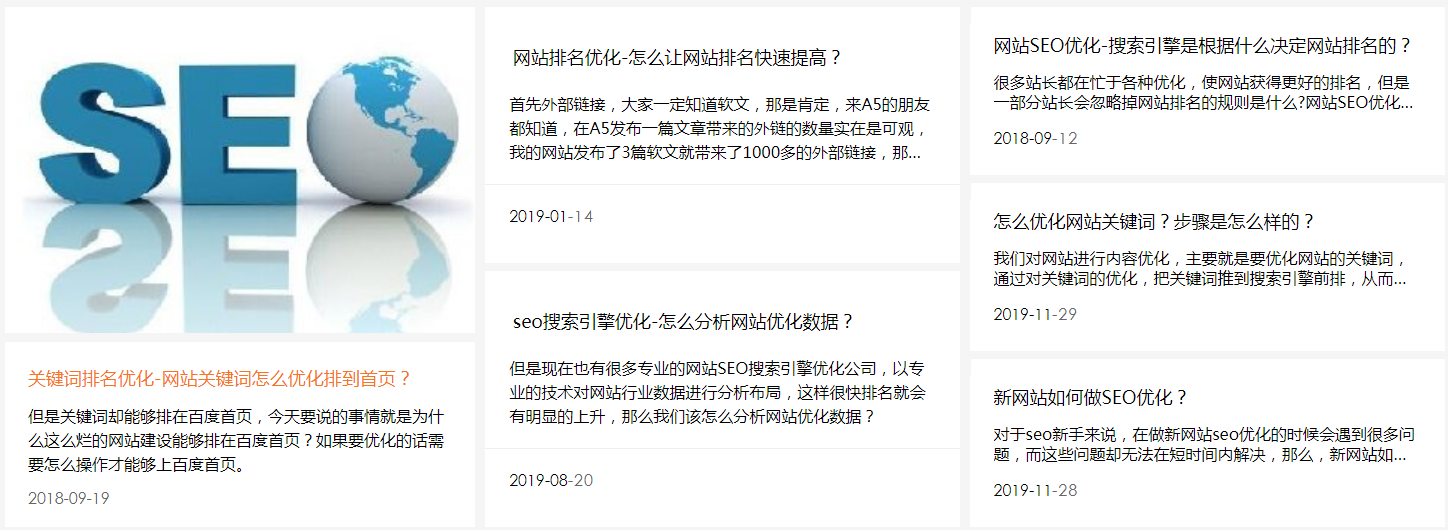 SEO
关键词排名优化-网站关键词怎么优化排到首页？
但是关键词却能够排在百度首页，今天要说的事情就是为什
么这么烂的网站建设能够排在百度首页？如果要优化的话需
要怎么操作才能够上百度首页。
2018-09-19
网站排名优化-怎么让网站排名快速提高？
首先外部链接，大家一定知道软文，那是肯定，来A5的朋友
都知道，在A5发布一篇文章带来的外链的数量实在是可观，
我的网站发布了3篇软文就带来了1000多的外部链接，那...
2019-01-14
seo搜索引擎优化-怎么分析网站优化数据？
但是现在也有很多专业的网站SEO搜索引擎优化公司，以专
业的技术对网站行业数据进行分析布局，这样很快排名就会
有明显的上升，那么我们该怎么分析网站优化数据？
2019-08-20
网站SEO优化-搜索引擎是根据什么决定网站排名的？
很多站长都在忙于各种优化，使网站获得更好的排名，但是
一部分站长会忽略掉网站排名的规则是什么?网站SEO优化...
2018-09-12
怎么优化网站关键词？步骤是怎么样的？
我们对网站进行内容优化，主要就是要优化网站的关键词，
通过对关键词的优化，把关键词推到搜索引擎前排，从而...
2019-11-29
新网站如何做SEO优化？
对于seo新手来说，在做新网站seo优化的时候会遇到很多问
题，而这些问题却无法在短时间内解决，那么，新网站如...
2019-11-28